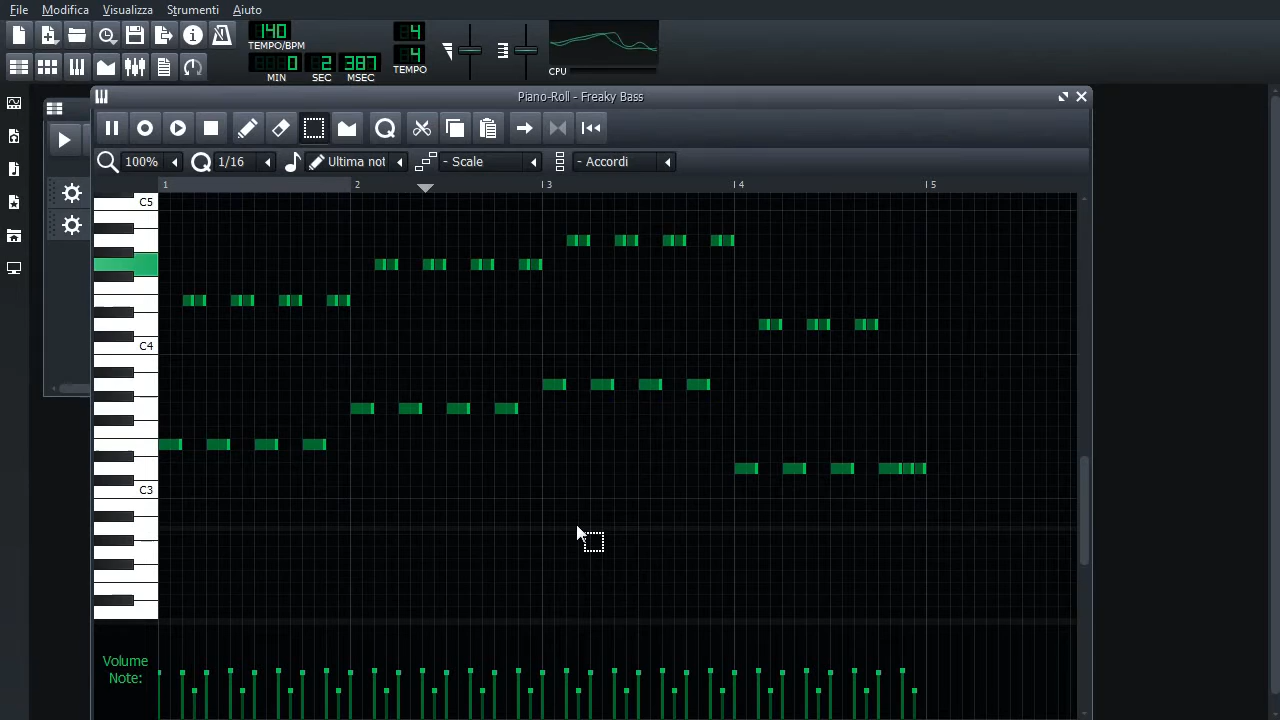 File Modifica Visualizza Strumenti Aiuto
140
TEMPO/BPM
4
4
TEMPO
0 2 387
MIN SEC MSEC
CPU
Piano-Roll - Freaky Bass
100% 1/16 Ultima not - Scale - Accordi
1 2 3 4 5
C5
C4
C3
Volume
Note: